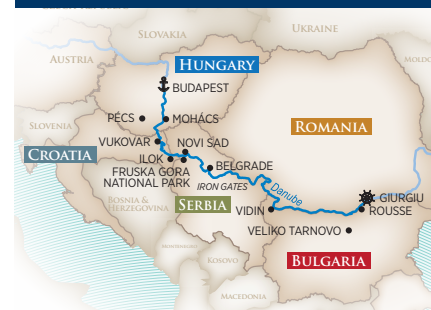 SLOVAKIA
UKRAINE
AUSTRIA
HUNGARY
BUDAPEST
PÉCS
MOHÁCS
SLOVENIA
ROMANIA
VUKOVAR
NOVI SAD
CROATIA
ILOK
BELGRADE
FRUSKA GORA
NATIONAL PARK
IRON GATES
Danube
BOSNIA &
HERZEGOVINA
SERBIA
GIURGIU
VIDIN
ROUSSE
VELIKO TARNOVO
MONTENEGRO
KOSOVO
BULGARIA
MACEDONIA